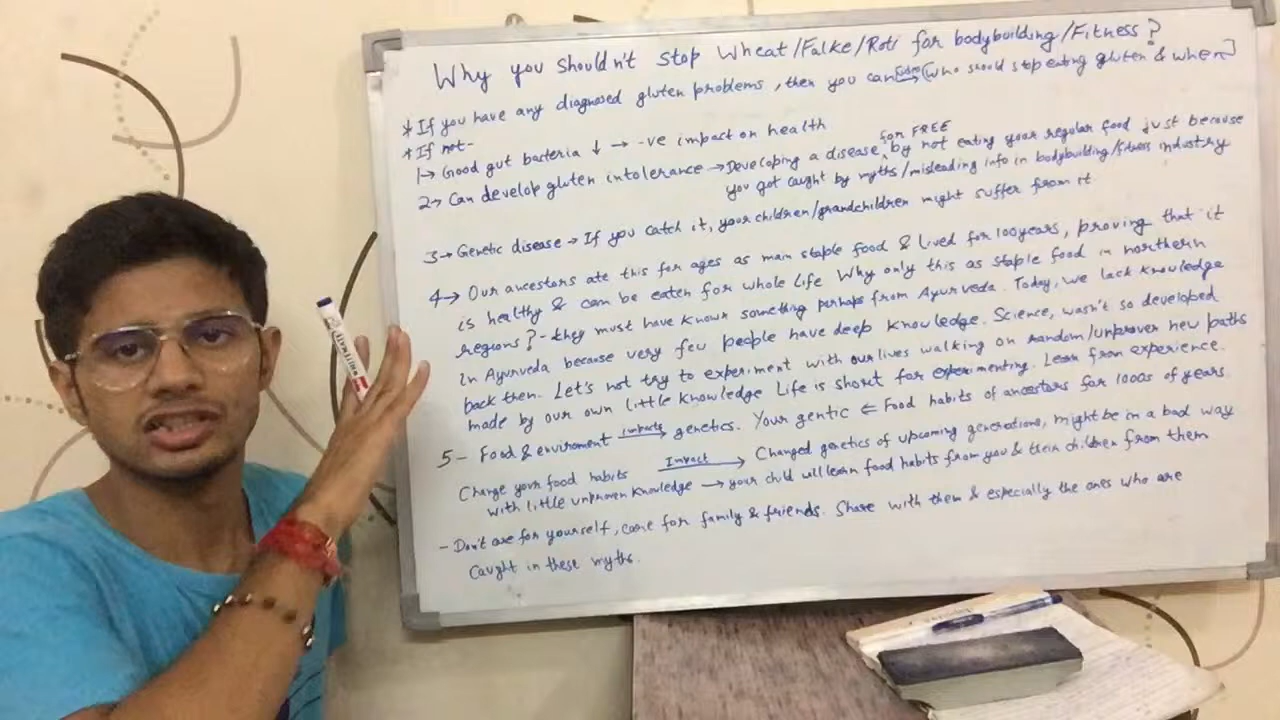 Why you shouldn't stop Wheat/Falke/Roti for bodybuilding/Fitness?
* If you have any diagnosed gluten problems, then you can → (who should stop eating gluten & when]
* If not-
1→ Good gut bacteria ↓ → -ve impact on health
2→ Can develop gluten intolerance → Developing a disease for FREE by not eating your regular food just because
you got caught by myths/misleading info in bodybuilding/fitness industry
3→ Genetic disease → If you catch it, your children/grandchildren might suffer from it
4→ Our ancestors ate this for ages as main staple food & lived for 100years, proving that it
is healthy & can be eaten for whole life Why only this as staple food in northern
regions? - they must have known something perhaps from Ayurveda. Today, we lack knowledge
in Ayurveda because very few people have deep knowledge. Science, wasn't so developed
back then. Let's not try to experiment with our lives walking on random/unproven new paths
made by our own little knowledge Life is short for experimenting. Learn from experience.
5- Food & enviroment impacts → genetics. Your gentic ← Food habits of ancestors for 1000s of years.
Change your food habits Impact → Changed genetics of upcoming generations, might be in a bad way
with little unproven knowledge → your child will learn food habits from you & their children from them
- Don't care for yourself, care for family & friends. Share with them & especially the ones who are
caught in these myths.
WHITEMATE